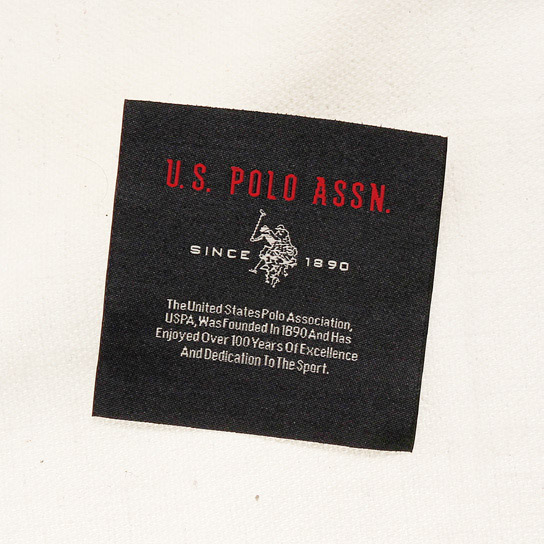 U.S. POLO ASSN.
SINCE 1890
The United States Polo Association,
USPA, Was Founded In 1890 And Has
Enjoyed Over 100 Years Of Excellence
And Dedication To The Sport.